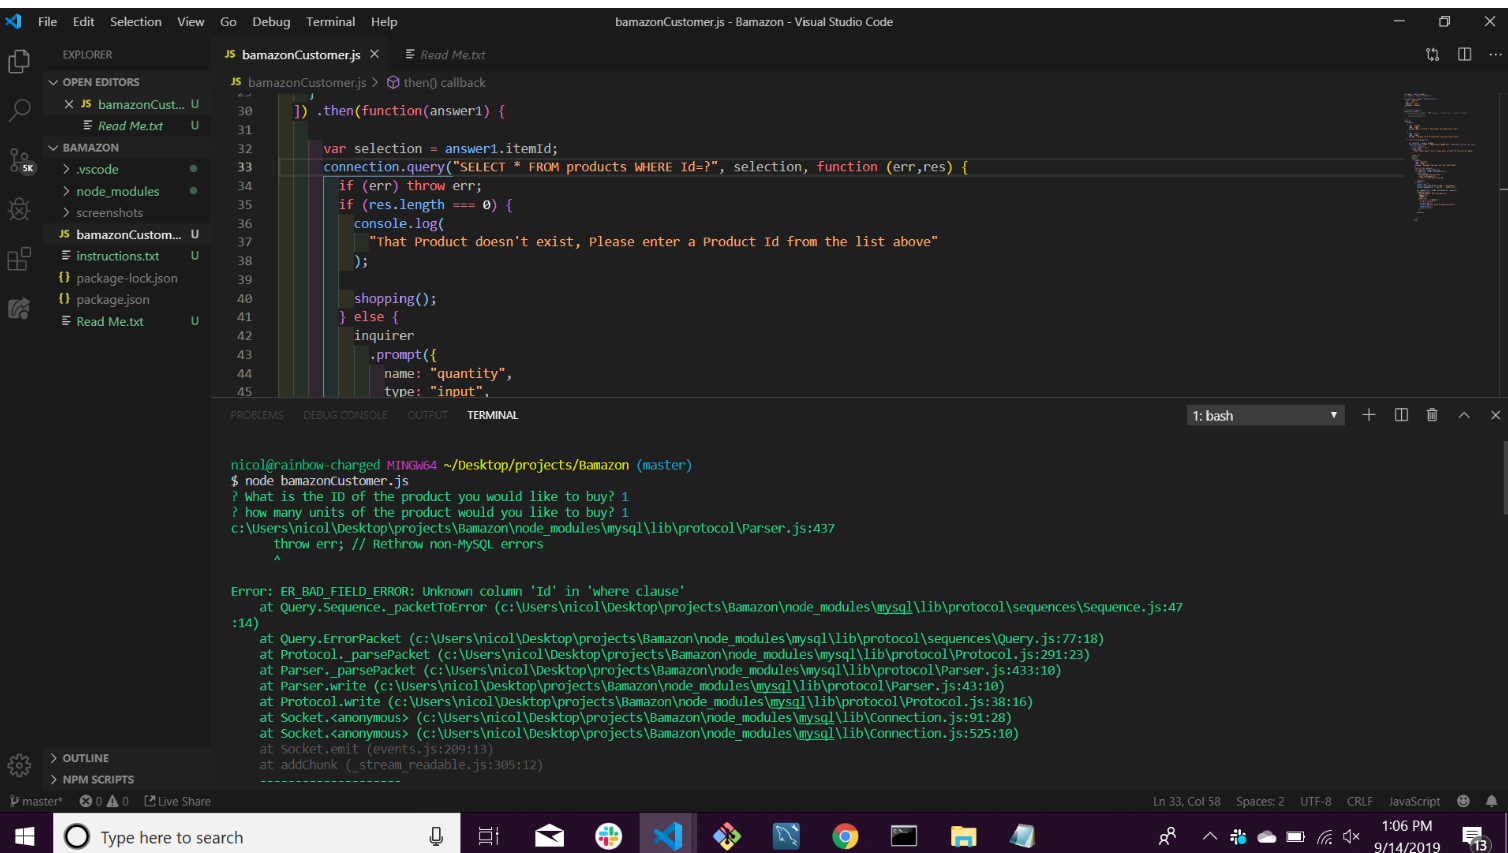 File Edit Selection View Go Debug Terminal Help
bamazonCustomer.js - Bamazon - Visual Studio Code
EXPLORER
JS bamazonCustomer.js
Read Me.txt
OPEN EDITORS
JS bamazonCustomer.js > then() callback
JS bamazonCust... U
Read Me.txt U
BAMAZON
.vscode
node_modules
screenshots
JS bamazonCustom... U
instructions.txt U
{} package-lock.json
{} package.json
Read Me.txt U
5K
OUTLINE
NPM SCRIPTS
30 ]) .then(function(answer1) {
31
32 var selection = answer1.itemId;
33 connection.query("SELECT * FROM products WHERE Id=?", selection, function (err,res) {
34 if (err) throw err;
35 if (res.length === 0) {
36 console.log(
37 "That Product doesn't exist, Please enter a Product Id from the list above"
38 );
39
40 shopping();
41 } else {
42 inquirer
43 .prompt({
44 name: "quantity",
45 type: "input",
PROBLEMS DEBUG CONSOLE OUTPUT TERMINAL
1: bash
nicol@rainbow-charged MINGW64 ~/Desktop/projects/Bamazon (master)
$ node bamazonCustomer.js
? What is the ID of the product you would like to buy? 1
? how many units of the product would you like to buy? 1
c:\Users\nicol\Desktop\projects\Bamazon\node_modules\mysql\lib\protocol\Parser.js:437
throw err; // Rethrow non-MySQL errors
^
Error: ER_BAD_FIELD_ERROR: Unknown column 'Id' in 'where clause'
at Query.Sequence._packetToError (c:\Users\nicol\Desktop\projects\Bamazon\node_modules\mysql\lib\protocol\sequences\Sequence.js:47
:14)
at Query.ErrorPacket (c:\Users\nicol\Desktop\projects\Bamazon\node_modules\mysql\lib\protocol\sequences\Query.js:77:18)
at Protocol._parsePacket (c:\Users\nicol\Desktop\projects\Bamazon\node_modules\mysql\lib\protocol\Protocol.js:291:23)
at Parser._parsePacket (c:\Users\nicol\Desktop\projects\Bamazon\node_modules\mysql\lib\protocol\Parser.js:433:10)
at Parser.write (c:\Users\nicol\Desktop\projects\Bamazon\node_modules\mysql\lib\protocol\Parser.js:43:10)
at Protocol.write (c:\Users\nicol\Desktop\projects\Bamazon\node_modules\mysql\lib\protocol\Protocol.js:38:16)
at Socket.<anonymous> (c:\Users\nicol\Desktop\projects\Bamazon\node_modules\mysql\lib\Connection.js:91:28)
at Socket.<anonymous> (c:\Users\nicol\Desktop\projects\Bamazon\node_modules\mysql\lib\Connection.js:525:10)
at Socket.emit (events.js:209:13)
at addChunk (_stream_readable.js:305:12)
--------------------
master* 0 0 Live Share
Ln 33, Col 58 Spaces: 2 UTF-8 CRLF JavaScript
Type here to search
1:06 PM
9/14/2019
13